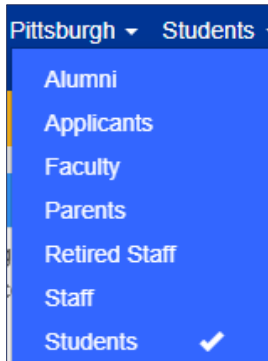 Pittsburgh Students
Alumni
Applicants
Faculty
Parents
Retired Staff
Staff
Students